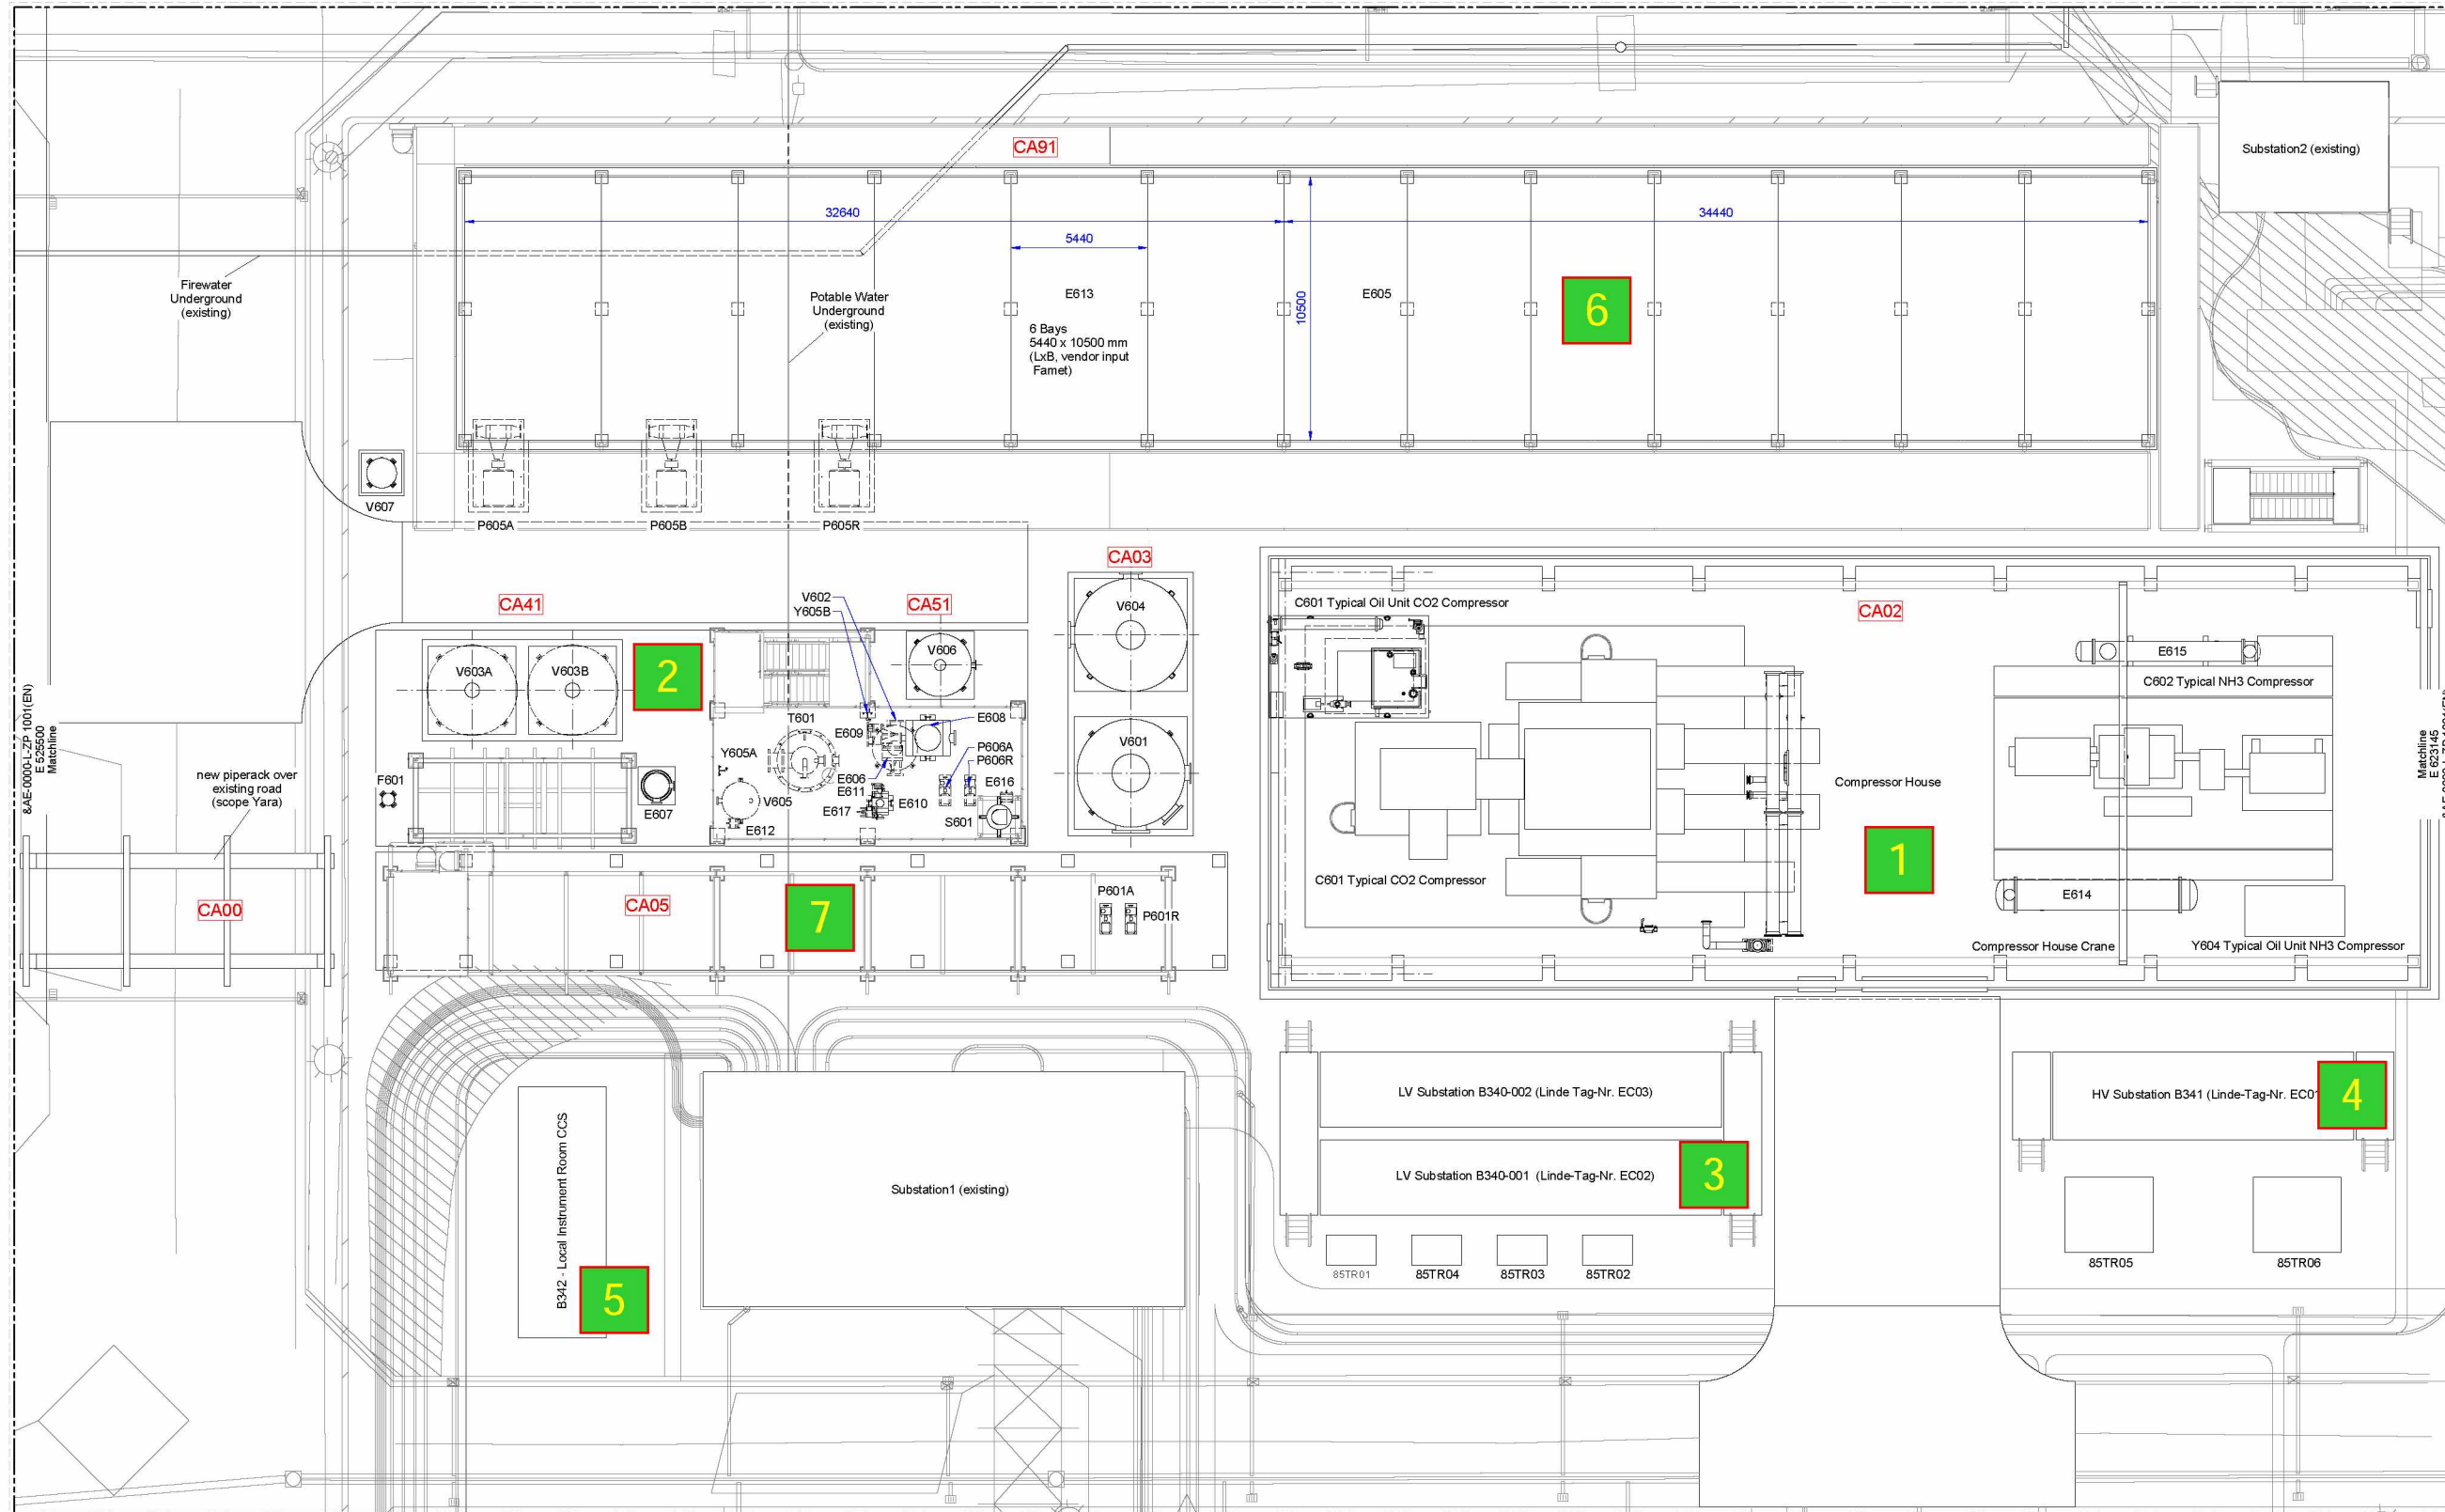 CA91
Substation2 (existing)
32640
34440
5440
10500
Firewater
Underground
(existing)
Potable Water
Underground
(existing)
E613
E605
6
6 Bays
5440 x 10500 mm
(LxB, vendor input
Famet)
V607
P605A
P605B
P605R
CA03
CA41
V602
Y605B
CA51
V604
C601 Typical Oil Unit CO2 Compressor
CA02
V603A
V603B
2
V606
E615
C602 Typical NH3 Compressor
&AE-0000-L-ZP 1001(EN)
E 525500
Matchline
T601
E608
E609
V601
Y605A
P606A
P606R
Matchline
E 623145
new piperack over
existing road
(scope Yara)
F601
E606
E611
E616
Compressor House
V605
E610
E607
E617
S601
E612
1
C601 Typical CO2 Compressor
CA00
CA05
7
P601A
P601R
E614
Compressor House Crane
Y604 Typical Oil Unit NH3 Compressor
LV Substation B340-002 (Linde Tag-Nr. EC03)
HV Substation B341 (Linde-Tag-Nr. EC01
4
B342 - Local Instrument Room CCS
5
Substation1 (existing)
LV Substation B340-001 (Linde-Tag-Nr. EC02)
3
85TR01
85TR04
85TR03
85TR02
85TR05
85TR06